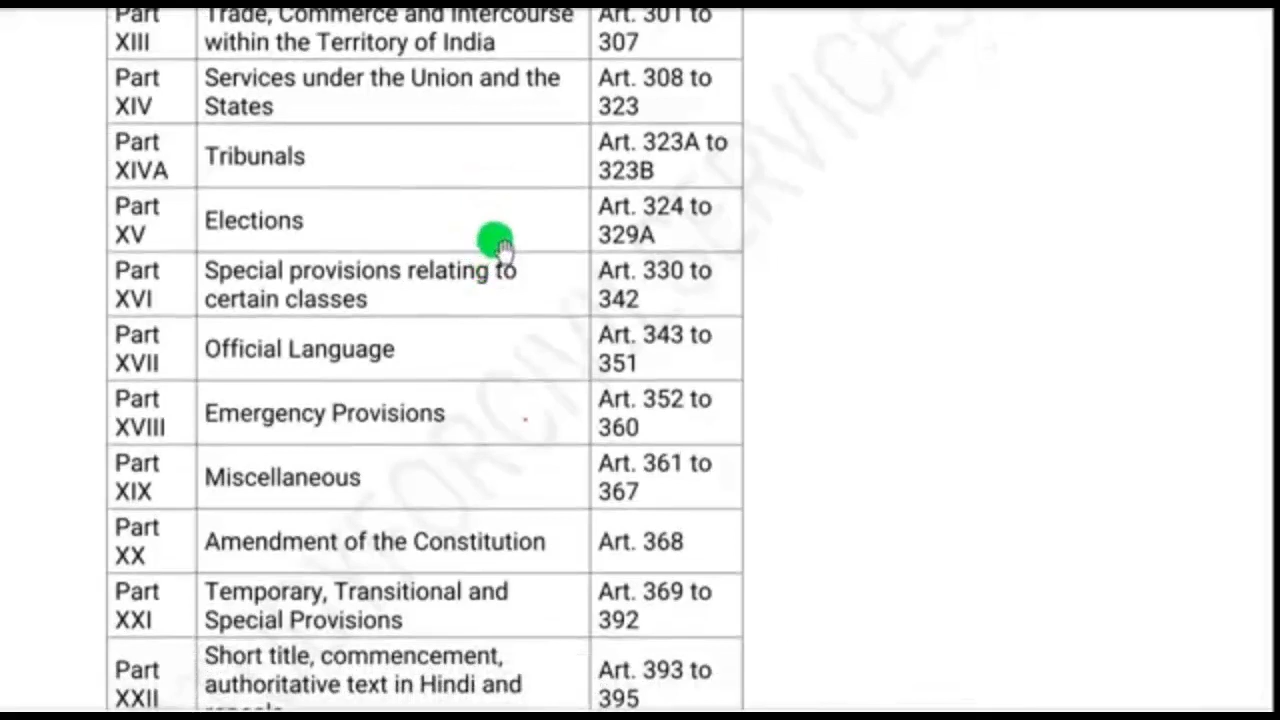 Part
XIII
Trade, Commerce and Intercourse
within the Territory of India
Art. 301 to
307
Part
XIV
Services under the Union and the
States
Art. 308 to
323
Part
XIVA
Tribunals
Art. 323A to
323B
Part
XV
Elections
Art. 324 to
329A
Part
XVI
Special provisions relating to
certain classes
Art. 330 to
342
Part
XVII
Official Language
Art. 343 to
351
Part
XVIII
Emergency Provisions
Art. 352 to
360
Part
XIX
Miscellaneous
Art. 361 to
367
Part
XX
Amendment of the Constitution
Art. 368
Part
XXI
Temporary, Transitional and
Special Provisions
Art. 369 to
392
Part
XXII
Short title, commencement,
authoritative text in Hindi and
Art. 393 to
395